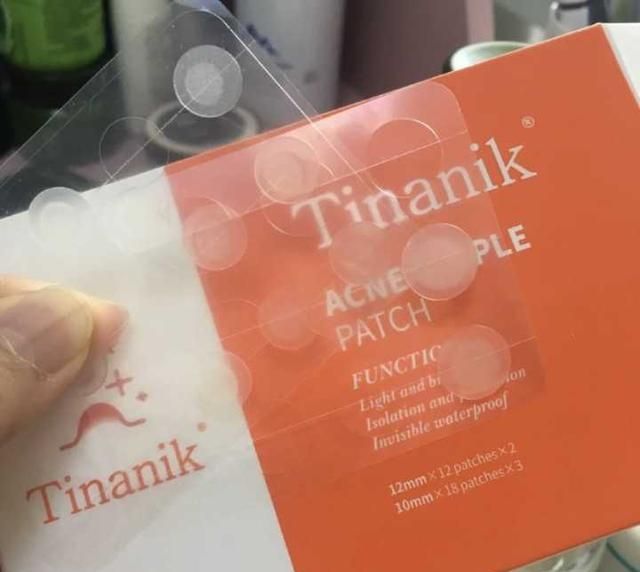 Tinanik®
ACNE PLE
PATCH
FUNCTIO
Light and b
Isolation and
Invisible waterproof
12mm×12 patches×2
10mm×18 patches×3
Tinanik